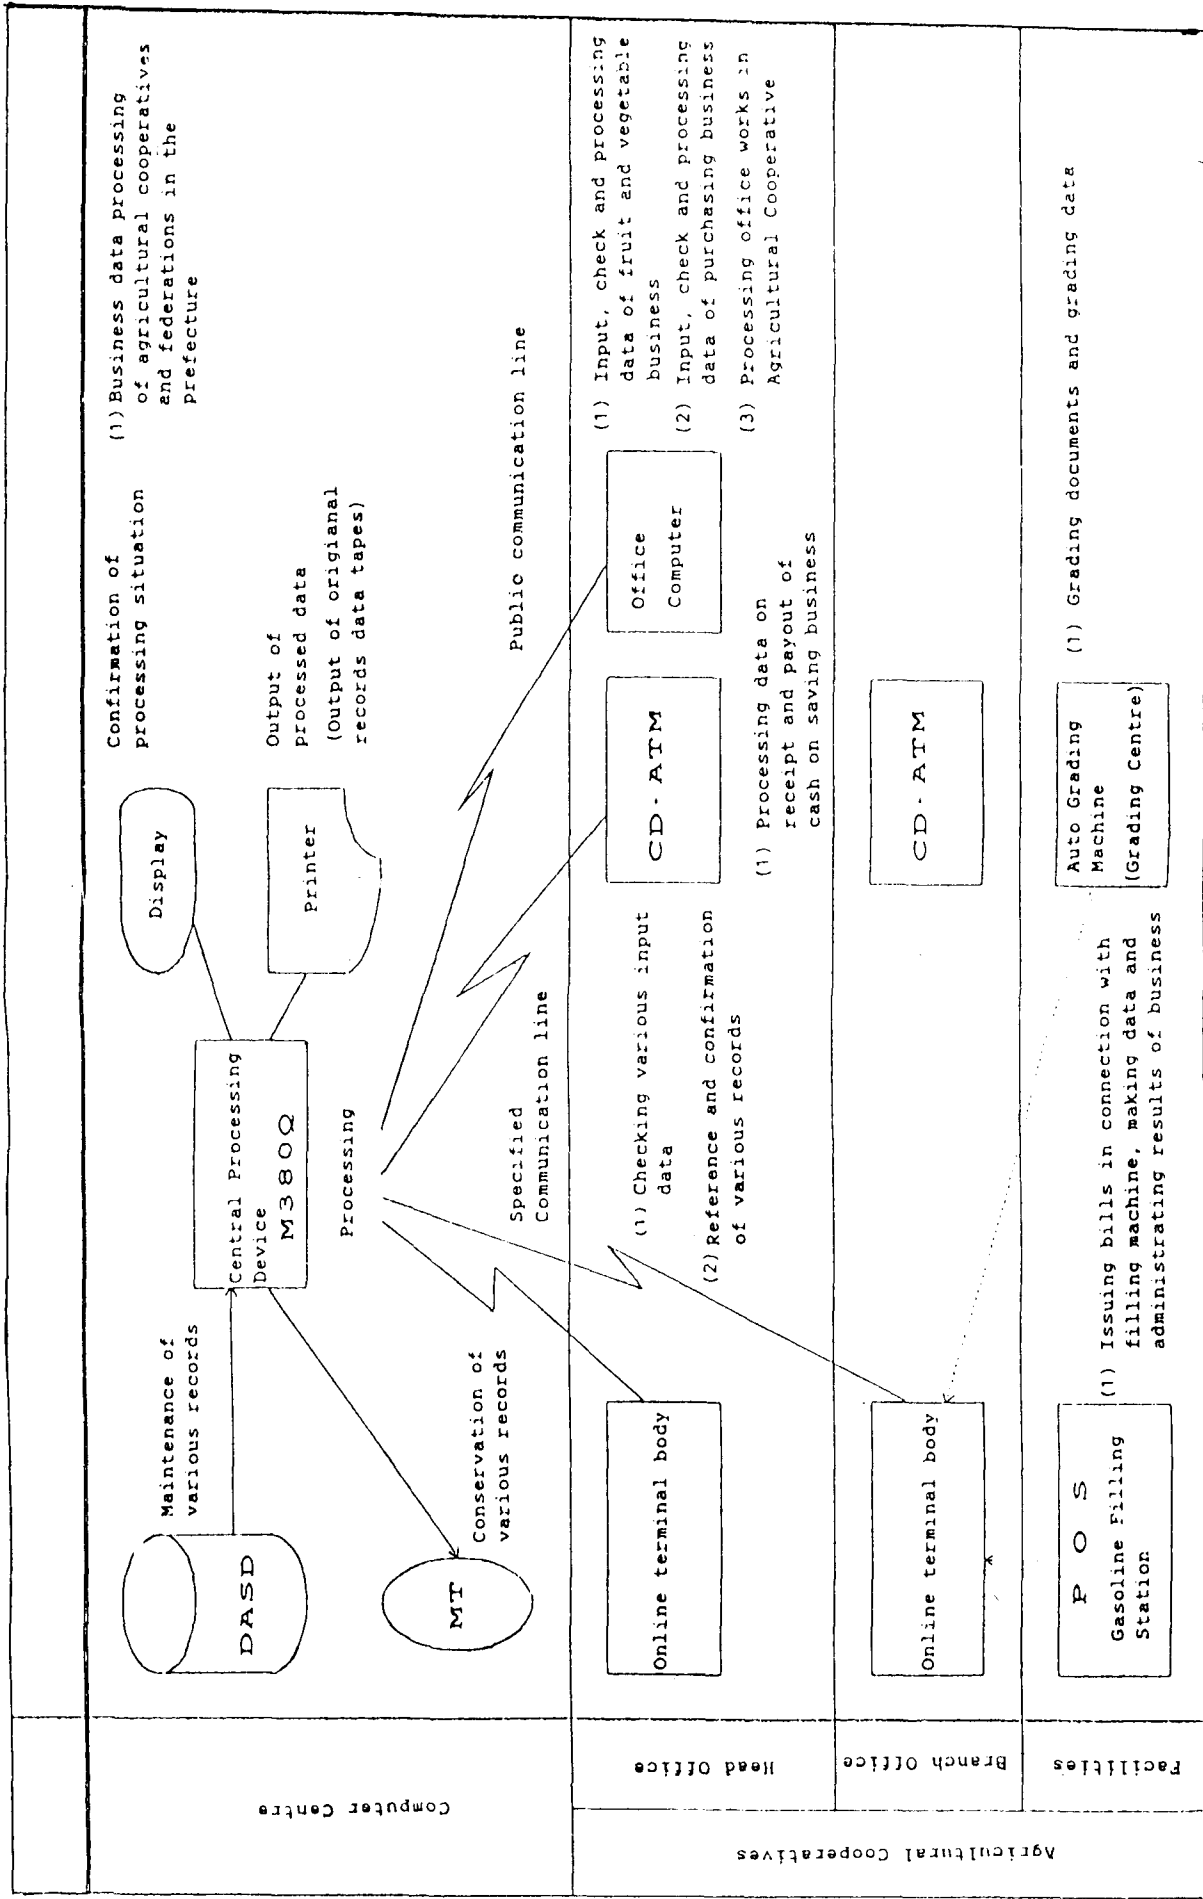 Computer Centre
Maintenance of
various records
DASD
MT
Conservation of
various records
Central Processing
Device
M380Q
Processing
Display
Printer
Confirmation of
processing situation
Output of
processed data
(Output of origianal
records data tapes)
(1) Business data processing
of agricultural cooperatives
and federations in the
prefecture
Specified
Communication line
Public communication line
Agricultural Cooperatives
Head Office
Online terminal body
(1) Checking various input
data
(2) Reference and confirmation
of various records
CD·ATM
(1) Processing data on
receipt and payout of
cash on saving business
Office
Computer
(1) Input, check and processing
data of fruit and vegetable
business
(2) Input, check and processing
data of purchasing business
(3) Processing office works in
Agricultural Cooperative
Branch Office
Online terminal body
CD·ATM
Facilities
P O S
Gasoline Filling
Station
(1) Issuing bills in connection with
filling machine, making data and
administrating results of business
Auto Grading
Machine
(Grading Centre)
(1) Grading documents and grading data